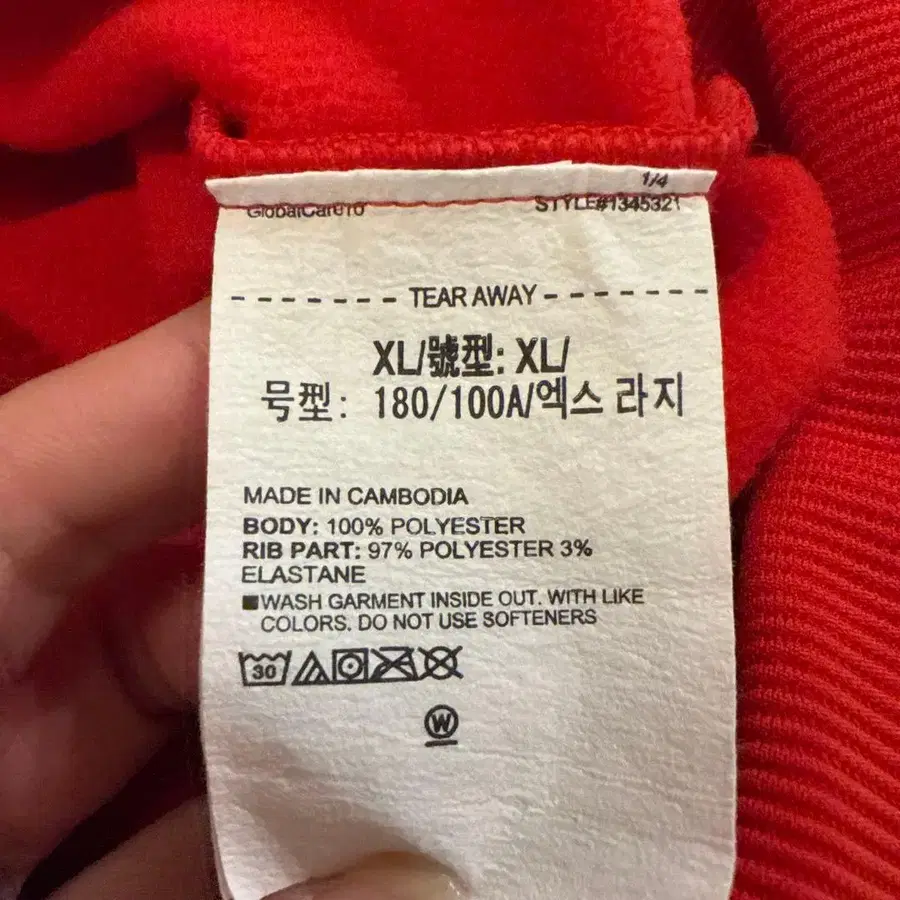 1/4
GlobalCare10 STYLE#1345321
TEAR AWAY
XL/號型: XL/
号型: 180/100A/엑스 라지
MADE IN CAMBODIA
BODY: 100% POLYESTER
RIB PART: 97% POLYESTER 3%
ELASTANE
■WASH GARMENT INSIDE OUT. WITH LIKE
COLORS. DO NOT USE SOFTENERS
30
W